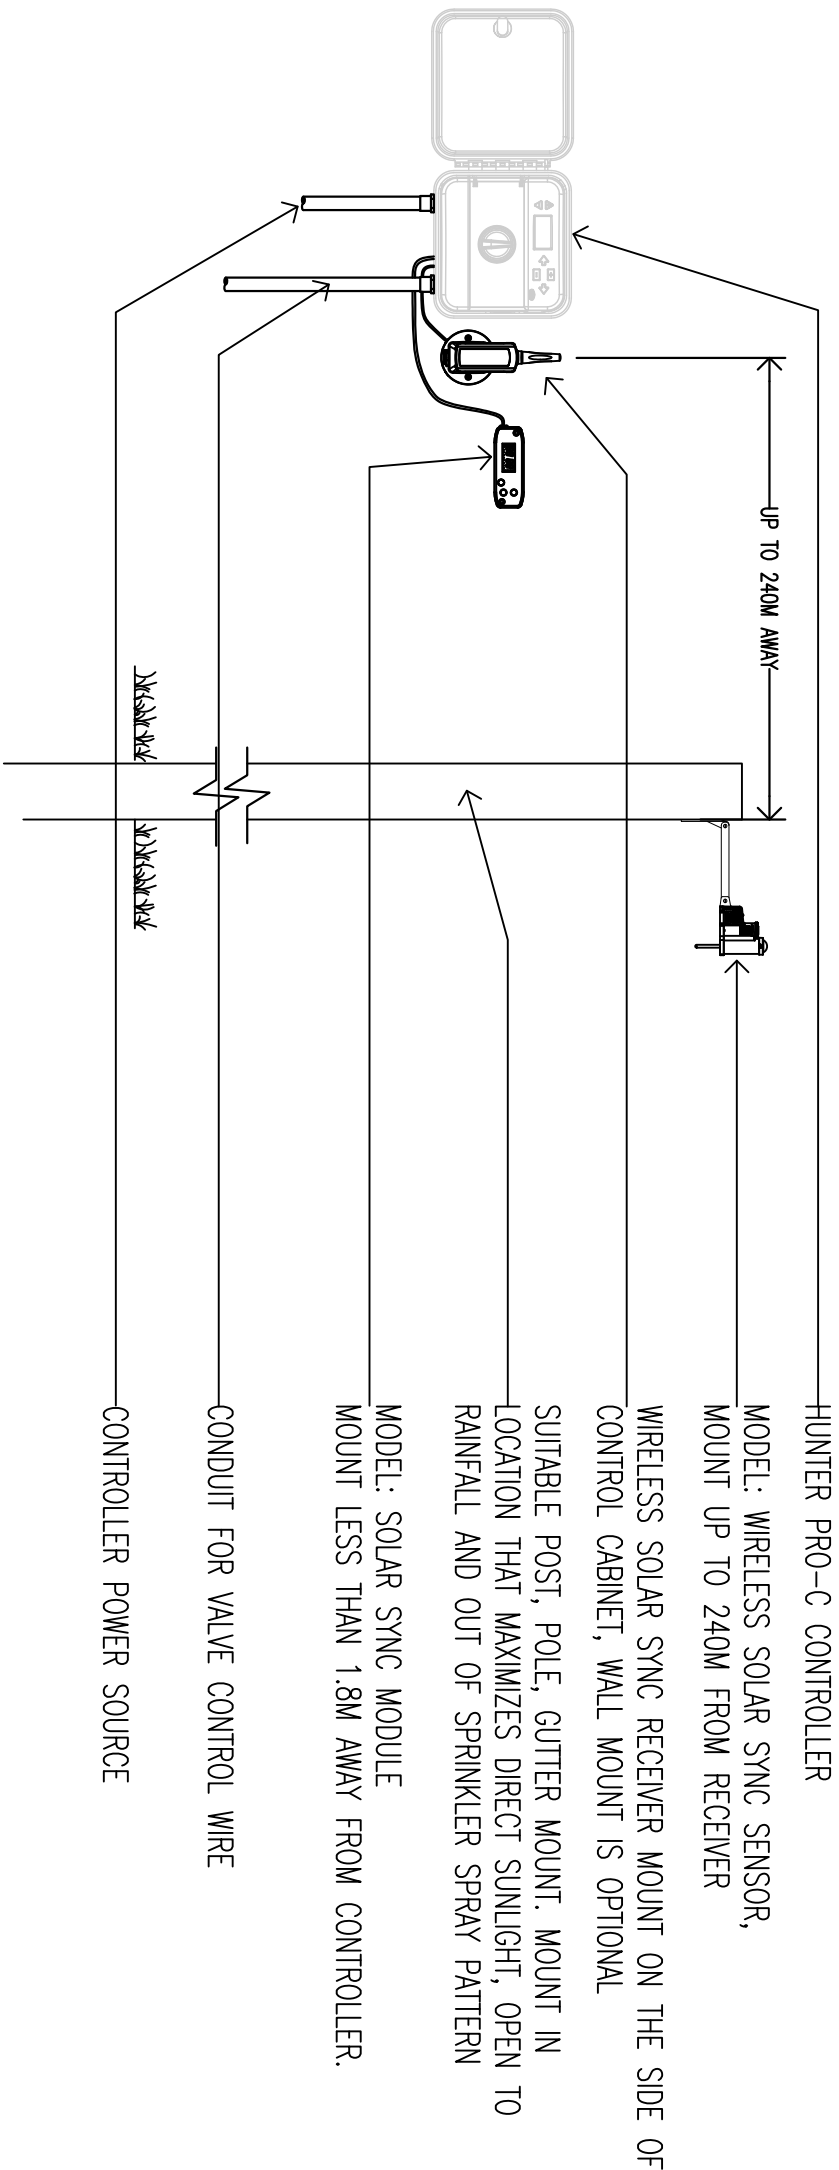 HUNTER PRO-C CONTROLLER
MODEL: WIRELESS SOLAR SYNC SENSOR,
MOUNT UP TO 240M FROM RECEIVER
WIRELESS SOLAR SYNC RECEIVER MOUNT ON THE SIDE OF
CONTROL CABINET, WALL MOUNT IS OPTIONAL
SUITABLE POST, POLE, GUTTER MOUNT. MOUNT IN
LOCATION THAT MAXIMIZES DIRECT SUNLIGHT, OPEN TO
RAINFALL AND OUT OF SPRINKLER SPRAY PATTERN
MODEL: SOLAR SYNC MODULE
MOUNT LESS THAN 1.8M AWAY FROM CONTROLLER.
CONDUIT FOR VALVE CONTROL WIRE
CONTROLLER POWER SOURCE
UP TO 240M AWAY